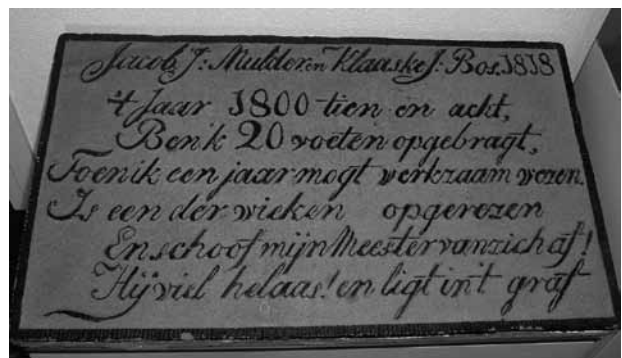 Jacob J: Mulder en Klaaske J: Bos. 1818
't Jaar 1800 tien en acht,
Ben ik 20 voeten opgebragt,
Toen ik een jaar mogt werkzaam wezen.
Is een der wieken opgerezen
En schoof mijn Meester van zich af!
Hij viel helaas! en ligt in't graf